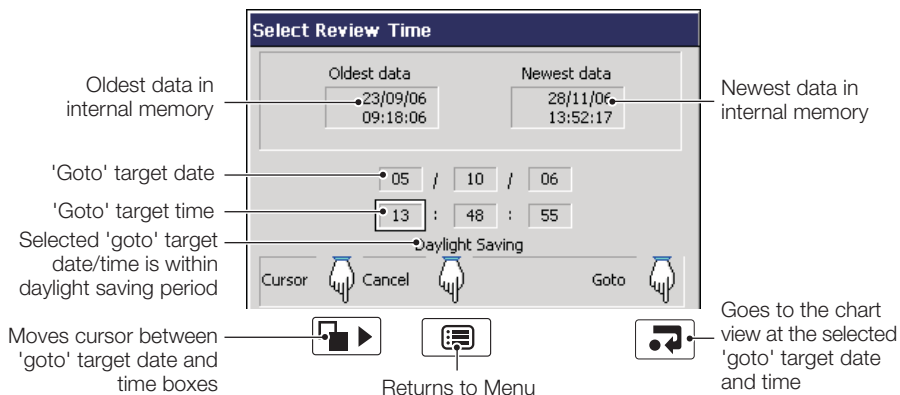 Select Review Time
Oldest data
Newest data
23/09/06
09:18:06
28/11/06
13:52:17
Oldest data in
internal memory
Newest data in
internal memory
'Goto' target date
05 / 10 / 06
'Goto' target time
13 : 48 : 55
Selected 'goto' target
date/time is within
daylight saving period
Daylight Saving
Cursor
Cancel
Goto
Moves cursor between
'goto' target date and
time boxes
Returns to Menu
Goes to the chart
view at the selected
'goto' target date
and time